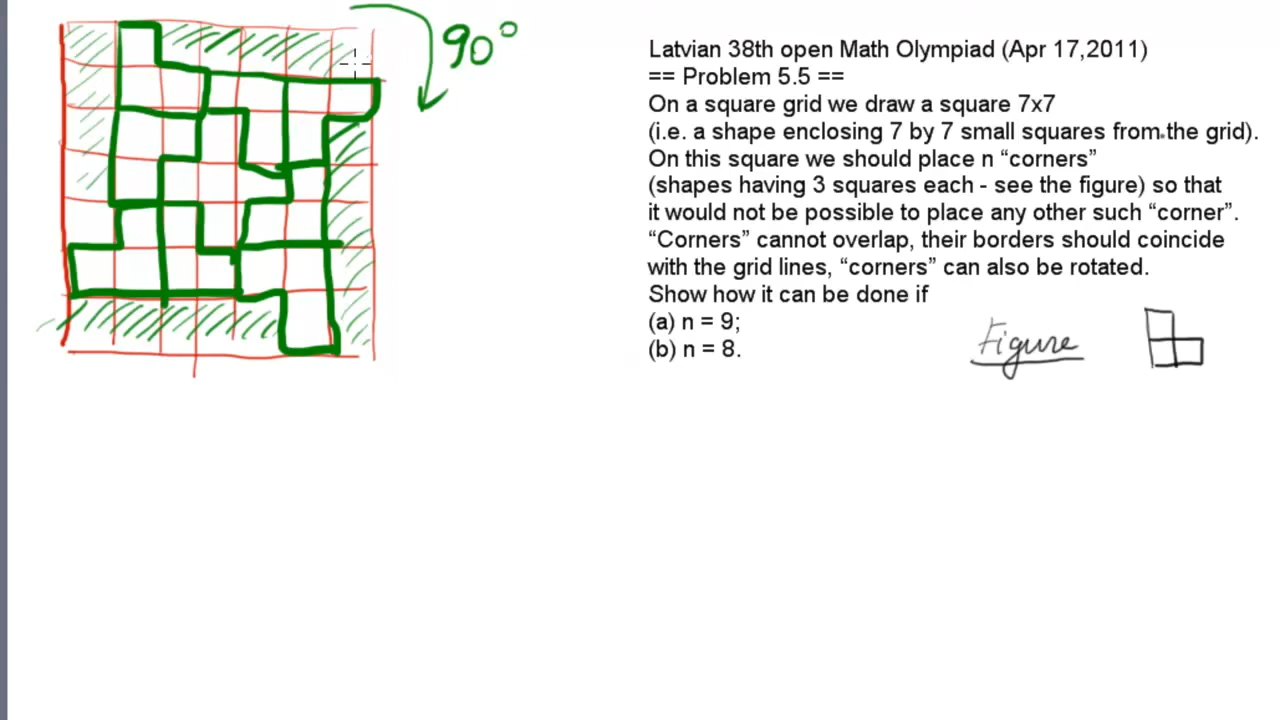 90°
Latvian 38th open Math Olympiad (Apr 17,2011)
== Problem 5.5 ==
On a square grid we draw a square 7x7
(i.e. a shape enclosing 7 by 7 small squares from the grid).
On this square we should place n “corners”
(shapes having 3 squares each - see the figure) so that
it would not be possible to place any other such “corner”.
“Corners” cannot overlap, their borders should coincide
with the grid lines, “corners” can also be rotated.
Show how it can be done if
(a) n = 9;
(b) n = 8.
Figure